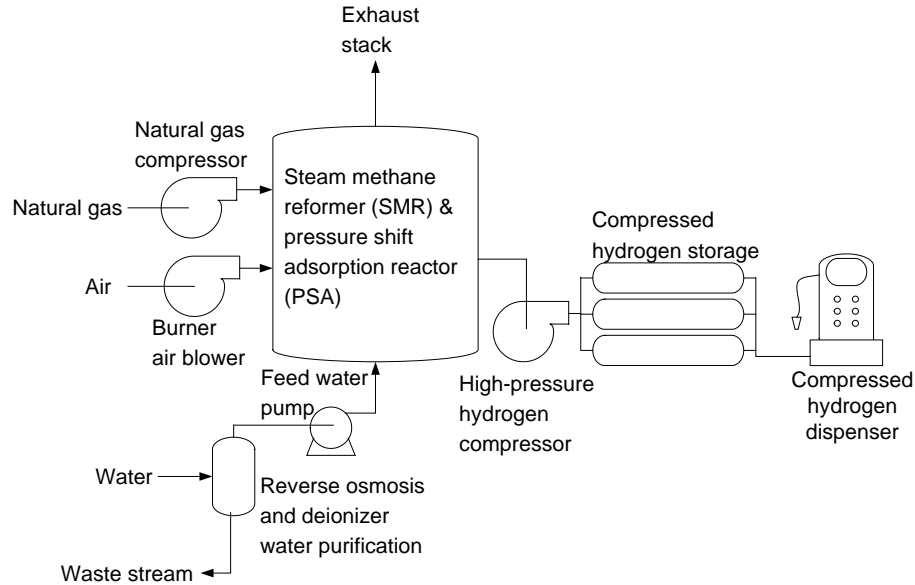 Exhaust
stack
Natural gas
compressor
Natural gas
Steam methane
reformer (SMR) &
pressure shift
adsorption reactor
(PSA)
Air
Burner
air blower
Compressed
hydrogen storage
Feed water
pump
High-pressure
hydrogen
compressor
Compressed
hydrogen
dispenser
Water
Reverse osmosis
and deionizer
water purification
Waste stream